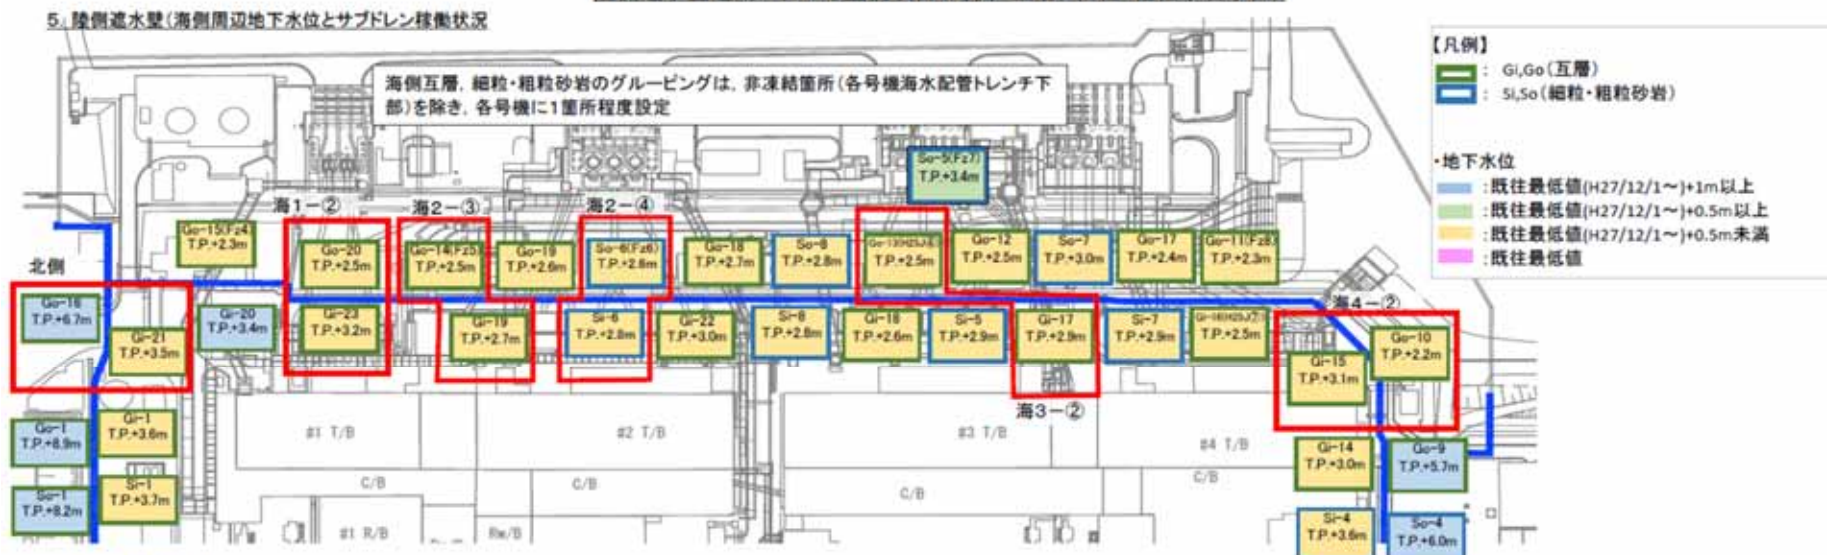 5. 陸側遮水壁(海側周辺地下水位とサブドレン稼働状況
海側互層, 細粒・粗粒砂岩のグルーピングは, 非凍結箇所(各号機海水配管トレンチ下
部)を除き, 各号機に1箇所程度設定
【凡例】
: Gi,Go(互層)
: Si,So(細粒・粗粒砂岩)
・地下水位
:既往最低値(H27/12/1~)+1m以上
:既往最低値(H27/12/1~)+0.5m以上
:既往最低値(H27/12/1~)+0.5m未満
:既往最低値
So-5(Fz7)
T.P.+3.4m
海1-②
海2-③
海2-④
Go-15(Fz4)
T.P.+2.3m
Go-20
T.P.+2.5m
Go-14(Fz5)
T.P.+2.5m
Go-19
T.P.+2.6m
So-6(Fz6)
T.P.+2.6m
Go-18
T.P.+2.7m
So-8
T.P.+2.8m
T.P.+2.5m
Go-12
T.P.+2.5m
So-7
T.P.+3.0m
Go-17
T.P.+2.4m
Go-11(Fz8)
T.P.+2.3m
北側
Go-16
T.P.+6.7m
Gi-21
T.P.+3.5m
Gi-20
T.P.+3.4m
Gi-23
T.P.+3.2m
Gi-19
T.P.+2.7m
Si-6
T.P.+2.8m
Gi-22
T.P.+3.0m
Si-8
T.P.+2.8m
Gi-18
T.P.+2.6m
Si-5
T.P.+2.9m
Gi-17
T.P.+2.9m
Si-7
T.P.+2.9m
T.P.+2.5m
海4-②
Gi-15
T.P.+3.1m
Go-10
T.P.+2.2m
海3-②
Go-1
T.P.+8.9m
Gi-1
T.P.+3.6m
#1 T/B
#2 T/B
#3 T/B
#4 T/B
Gi-14
T.P.+3.0m
Go-9
T.P.+5.7m
So-1
T.P.+8.2m
Si-1
T.P.+3.7m
C/B
C/B
C/B
C/B
#1 R/B
Rw/B
Si-4
T.P.+3.6m
So-4
T.P.+6.0m